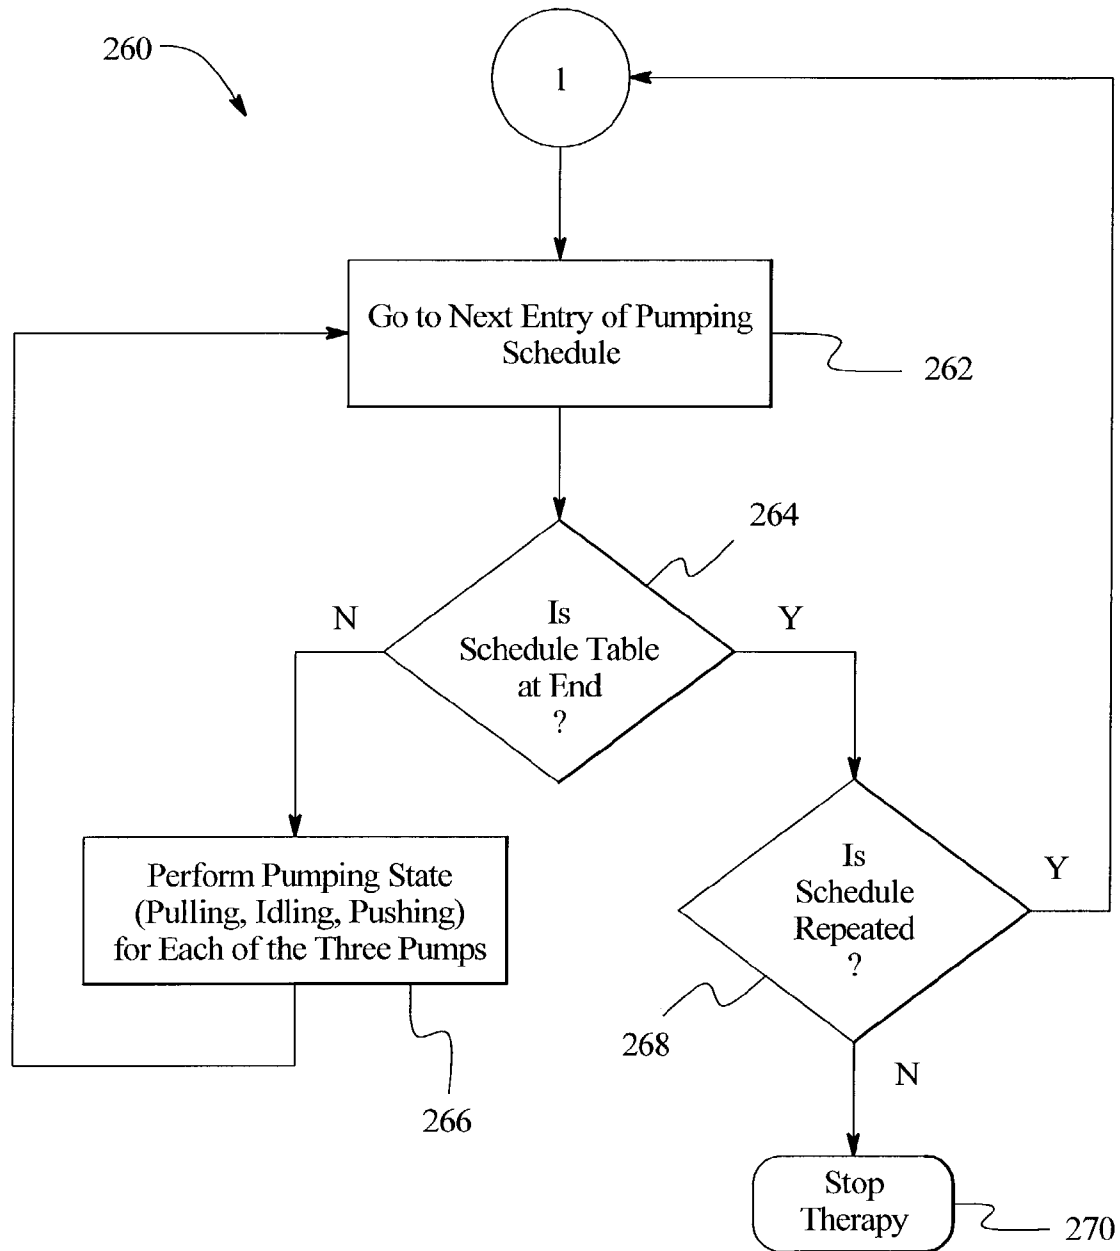 260
1
Go to Next Entry of Pumping
Schedule
262
264
N
Is
Schedule Table
at End
?
Y
Perform Pumping State
(Pulling, Idling, Pushing)
for Each of the Three Pumps
266
Is
Schedule
Repeated
?
Y
268
N
Stop
Therapy
270